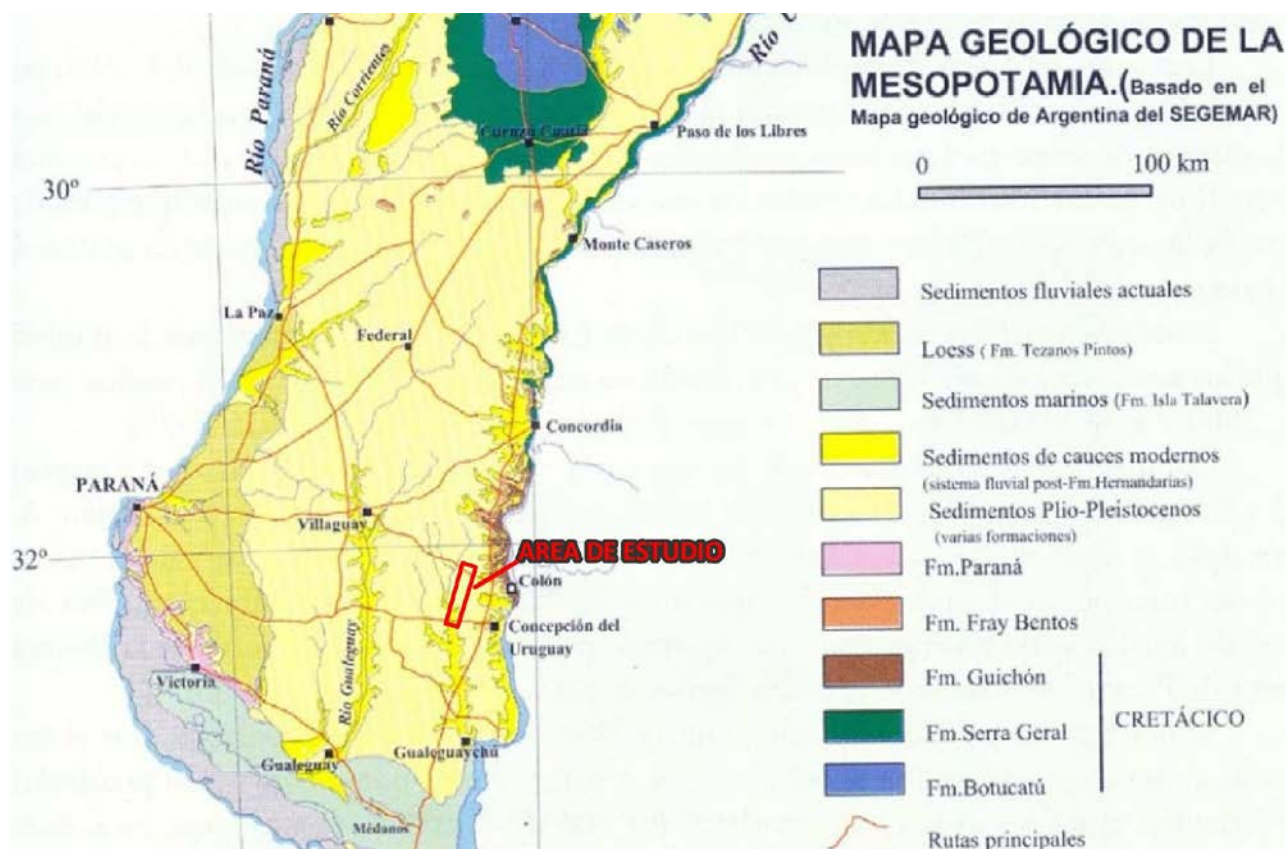 MAPA GEOLÓGICO DE LA
MESOPOTAMIA.(Basado en el
Mapa geológico de Argentina del SEGEMAR)
0 100 km
Río Paraná
Río Corrientes
Curuzú Cuatiá
Paso de los Libres
30º
Monte Caseros
La Paz
Federal
Concordia
PARANÁ
Villaguay
32º
AREA DE ESTUDIO
Colón
Concepción del
Uruguay
Río Gualeguay
Victoria
Gualeguaychú
Gualeguay
Médanos
Sedimentos fluviales actuales
Loess ( Fm. Tezanos Pintos)
Sedimentos marinos (Fm. Isla Talavera)
Sedimentos de cauces modernos
(sistema fluvial post-Fm.Hernandarias)
Sedimentos Plio-Pleistocenos
(varias formaciones)
Fm.Paraná
Fm. Fray Bentos
Fm. Guichón
CRETÁCICO
Fm.Serra Geral
Fm.Botucatú
Rutas principales